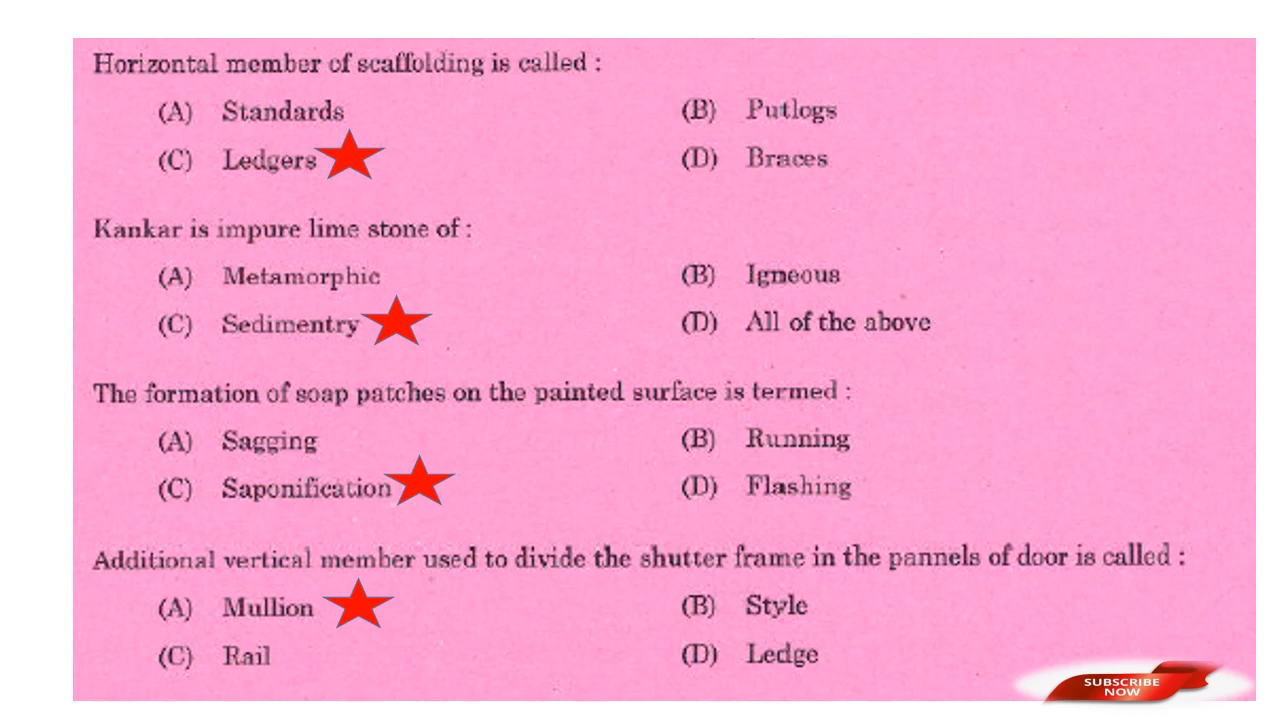 Horizontal member of scaffolding is called :
(A) Standards (B) Putlogs
(C) Ledgers (D) Braces
Kankar is impure lime stone of :
(A) Metamorphic (B) Igneous
(C) Sedimentry (D) All of the above
The formation of soap patches on the painted surface is termed :
(A) Sagging (B) Running
(C) Saponification (D) Flashing
Additional vertical member used to divide the shutter frame in the pannels of door is called :
(A) Mullion (B) Style
(C) Rail (D) Ledge
SUBSCRIBE
NOW